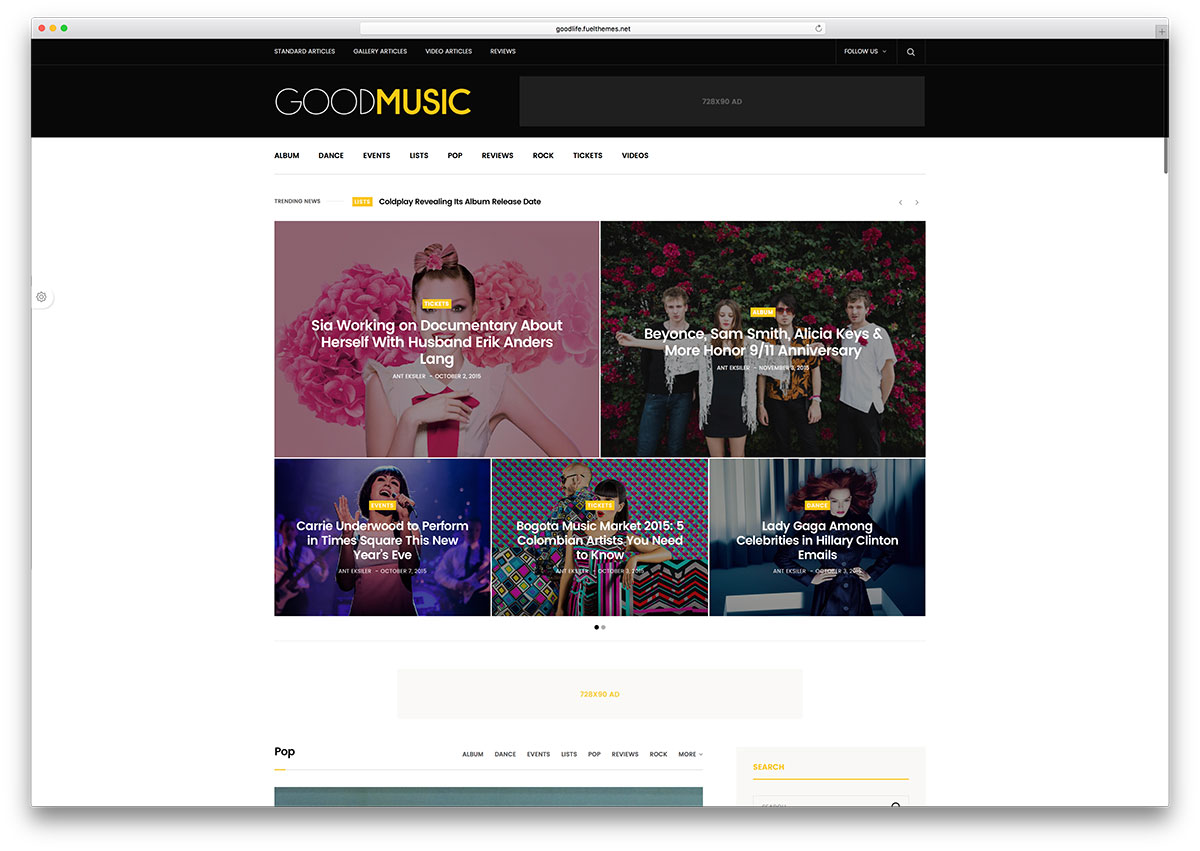 goodlife.fuelthemes.net
STANDARD ARTICLES GALLERY ARTICLES VIDEO ARTICLES REVIEWS FOLLOW US
GOODMUSIC
728X90 AD
ALBUM DANCE EVENTS LISTS POP REVIEWS ROCK TICKETS VIDEOS
TRENDING NEWS LISTS Coldplay Revealing Its Album Release Date
TICKETS
Sia Working on Documentary About
Herself With Husband Erik Anders
Lang
ANT EKSILER – OCTOBER 2, 2015
ALBUM
Beyonce, Sam Smith, Alicia Keys &
More Honor 9/11 Anniversary
ANT EKSILER – NOVEMBER 3, 2015
EVENTS
Carrie Underwood to Perform
in Times Square This New
Year's Eve
ANT EKSILER – OCTOBER 7, 2015
TICKETS
Bogota Music Market 2015: 5
Colombian Artists You Need
to Know
ANT EKSILER – OCTOBER 3, 2015
DANCE
Lady Gaga Among
Celebrities in Hillary Clinton
Emails
ANT EKSILER – OCTOBER 3, 2015
728X90 AD
Pop ALBUM DANCE EVENTS LISTS POP REVIEWS ROCK MORE
SEARCH
SEARCH